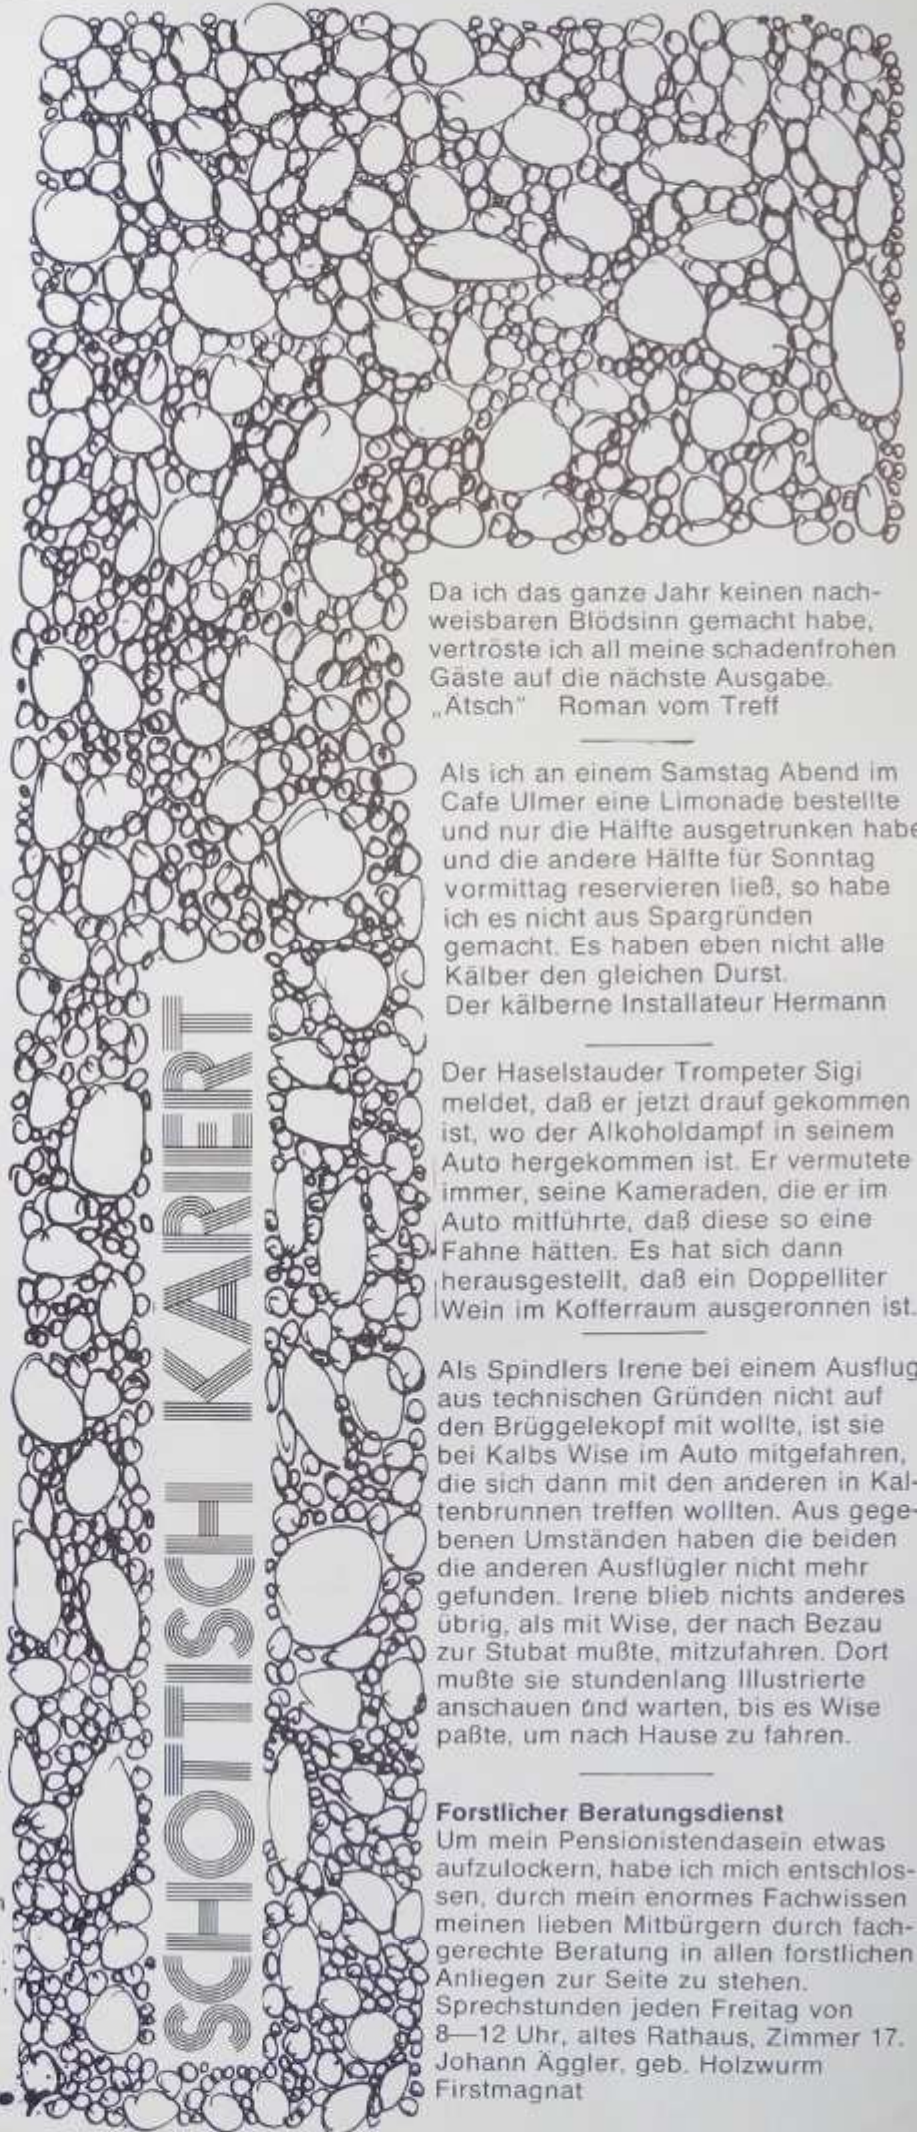 SCHOTTISCH KARIERT
Da ich das ganze Jahr keinen nach-
weisbaren Blödsinn gemacht habe,
vertröste ich all meine schadenfrohen
Gäste auf die nächste Ausgabe.
„Ätsch“ Roman vom Treff
Als ich an einem Samstag Abend im
Cafe Ulmer eine Limonade bestellte
und nur die Hälfte ausgetrunken habe
und die andere Hälfte für Sonntag
vormittag reservieren ließ, so habe
ich es nicht aus Spargründen
gemacht. Es haben eben nicht alle
Kälber den gleichen Durst.
Der kälberne Installateur Hermann
Der Haselstauder Trompeter Sigi
meldet, daß er jetzt drauf gekommen
ist, wo der Alkoholdampf in seinem
Auto hergekommen ist. Er vermutete
immer, seine Kameraden, die er im
Auto mitführte, daß diese so eine
Fahne hätten. Es hat sich dann
herausgestellt, daß ein Doppelliter
Wein im Kofferraum ausgeronnen ist.
Als Spindlers Irene bei einem Ausflug
aus technischen Gründen nicht auf
den Brüggelekopf mit wollte, ist sie
bei Kalbs Wise im Auto mitgefahren,
die sich dann mit den anderen in Kal-
tenbrunnen treffen wollten. Aus gege-
benen Umständen haben die beiden
die anderen Ausflügler nicht mehr
gefunden. Irene blieb nichts anderes
übrig, als mit Wise, der nach Bezau
zur Stubat mußte, mitzufahren. Dort
mußte sie stundenlang Illustrierte
anschauen und warten, bis es Wise
paßte, um nach Hause zu fahren.
Forstlicher Beratungsdienst
Um mein Pensionistendasein etwas
aufzulockern, habe ich mich entschlos-
sen, durch mein enormes Fachwissen
meinen lieben Mitbürgern durch fach-
gerechte Beratung in allen forstlichen
Anliegen zur Seite zu stehen.
Sprechstunden jeden Freitag von
8—12 Uhr, altes Rathaus, Zimmer 17.
Johann Äggler, geb. Holzwurm
Firstmagnat